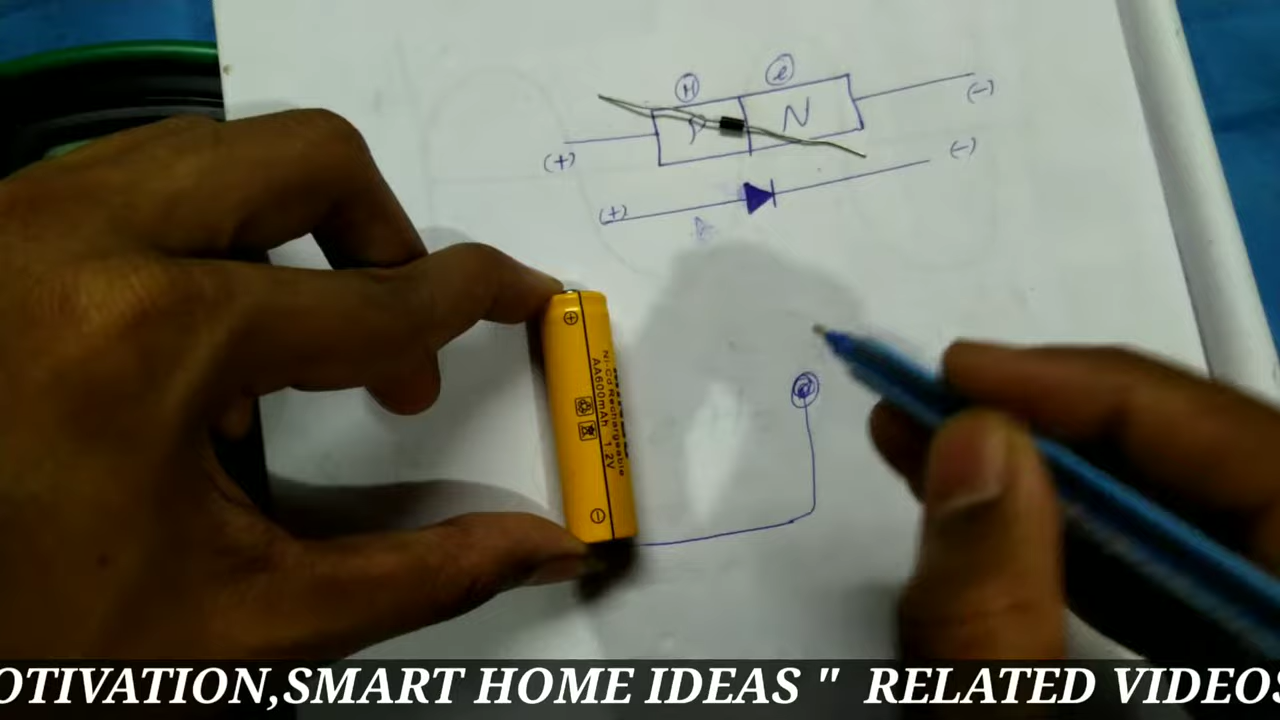 (H) (e)
P N
(+) (-)
(+) (-)
+
Ni-Cd Rechargeable
AA600mAh 1.2V
-
OTIVATION,SMART HOME IDEAS " RELATED VIDEOS